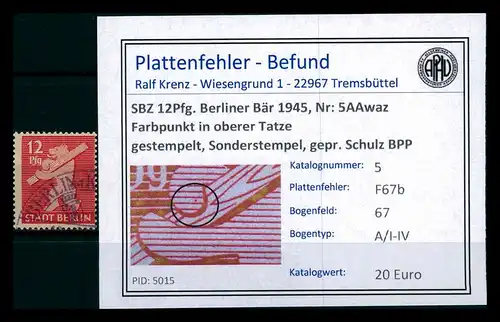 Plattenfehler - Befund
Ralf Krenz - Wiesengrund 1 - 22967 Tremsbüttel
SBZ 12Pfg. Berliner Bär 1945, Nr: 5AAwaz
Farbpunkt in oberer Tatze
gestempelt, Sonderstempel, gepr. Schulz BPP
Katalognummer: 5
Plattenfehler: F67b
Bogenfeld: 67
Bogentyp: A/I-IV
Katalogwert: 20 Euro
PID: 5015
12
Pfg
STADT BERLIN